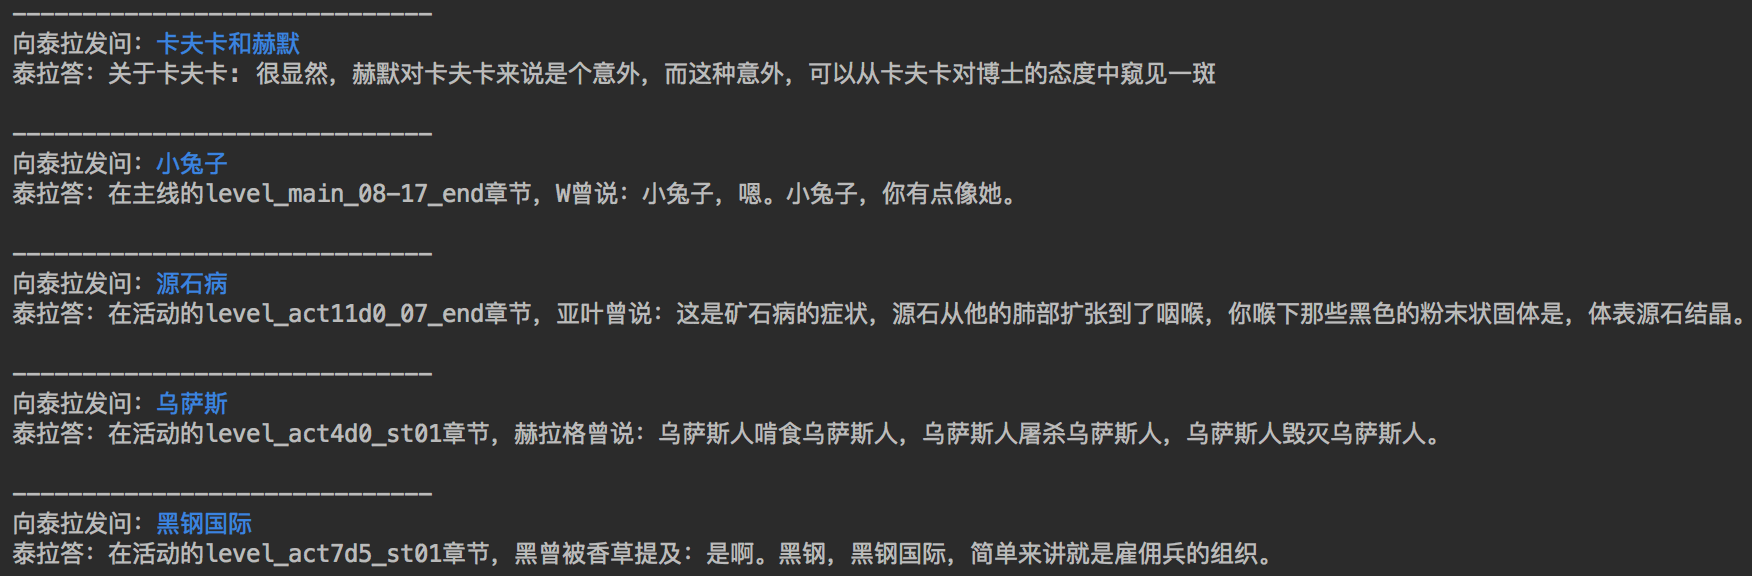 ------------------------------
向泰拉发问：卡夫卡和赫默
泰拉答：关于卡夫卡：很显然，赫默对卡夫卡来说是个意外，而这种意外，可以从卡夫卡对博士的态度中窥见一斑
------------------------------
向泰拉发问：小兔子
泰拉答：在主线的level_main_08-17_end章节，W曾说：小兔子，嗯。小兔子，你有点像她。
------------------------------
向泰拉发问：源石病
泰拉答：在活动的level_act11d0_07_end章节，亚叶曾说：这是矿石病的症状，源石从他的肺部扩张到了咽喉，你喉下那些黑色的粉末状固体是，体表源石结晶。
------------------------------
向泰拉发问：乌萨斯
泰拉答：在活动的level_act4d0_st01章节，赫拉格曾说：乌萨斯人啃食乌萨斯人，乌萨斯人屠杀乌萨斯人，乌萨斯人毁灭乌萨斯人。
------------------------------
向泰拉发问：黑钢国际
泰拉答：在活动的level_act7d5_st01章节，黑曾被香草提及：是啊。黑钢，黑钢国际，简单来讲就是雇佣兵的组织。